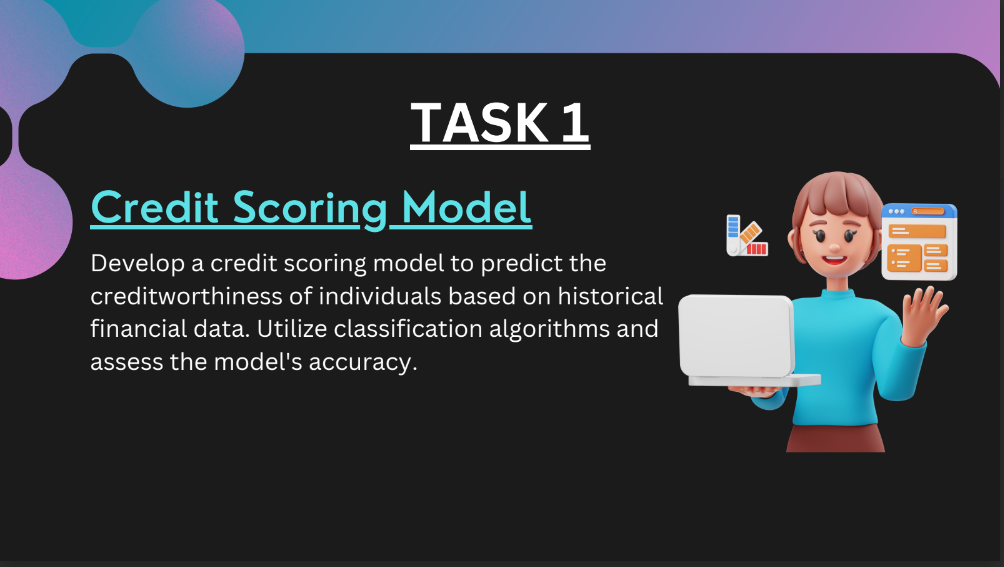 TASK 1
Credit Scoring Model
Develop a credit scoring model to predict the
creditworthiness of individuals based on historical
financial data. Utilize classification algorithms and
assess the model's accuracy.